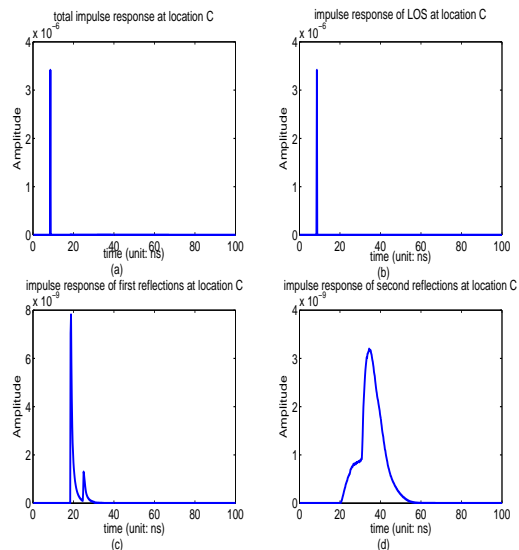 total impulse response at location C
x 10^-6
4
3
2
1
0
Amplitude
0 20 40 60 80 100
time (unit: ns)
(a)
impulse response of LOS at location C
x 10^-6
4
3
2
1
0
Amplitude
0 20 40 60 80 100
time (unit: ns)
(b)
impulse response of first reflections at location C
x 10^-9
8
6
4
2
0
Amplitude
0 20 40 60 80 100
time (unit: ns)
(c)
impulse response of second reflections at location C
x 10^-9
4
3
2
1
0
Amplitude
0 20 40 60 80 100
time (unit: ns)
(d)